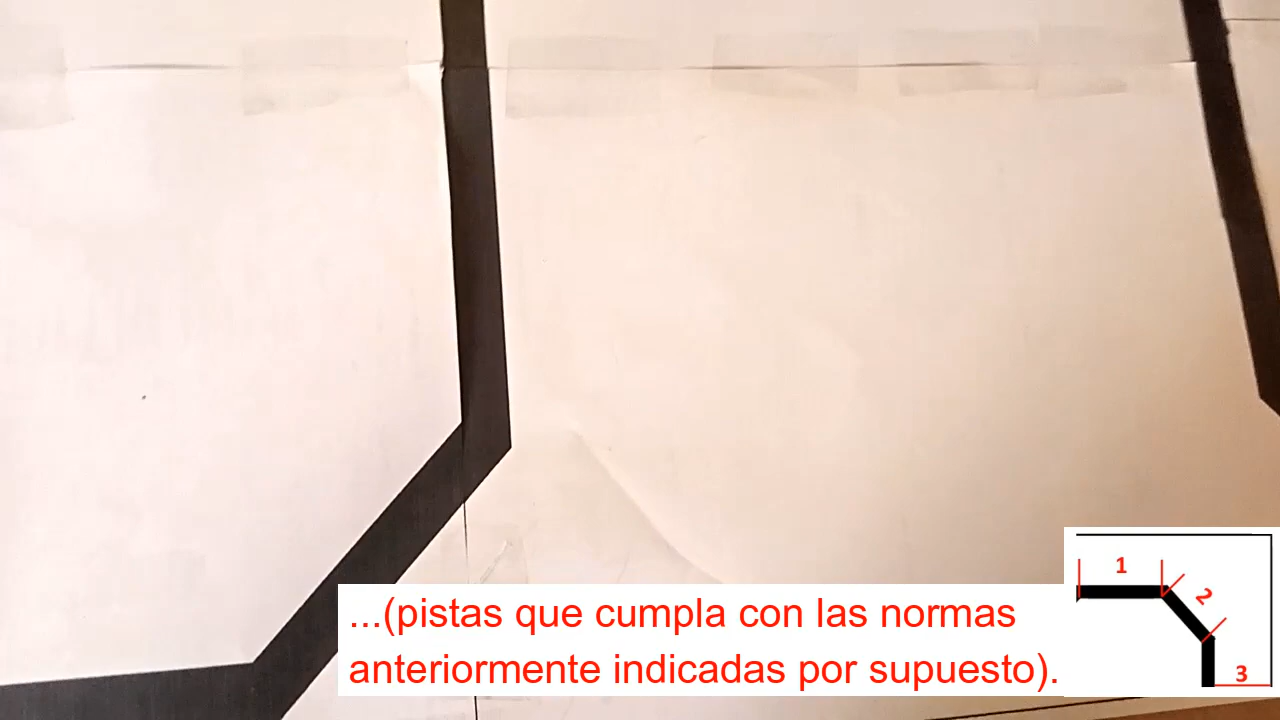 ...(pistas que cumpla con las normas
anteriormente indicadas por supuesto).
1
2
3